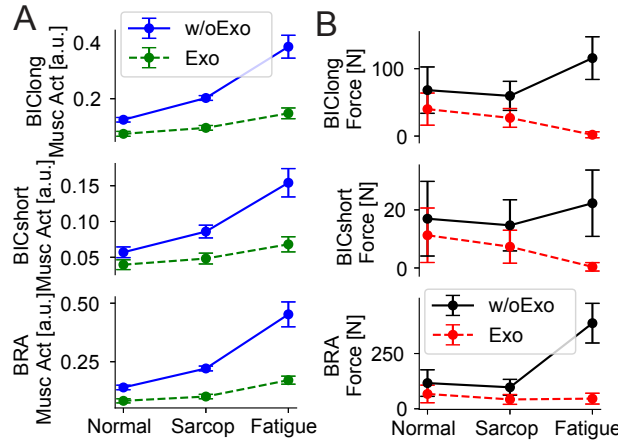 A
B
w/oExo
Exo
BIClong
Musc Act [a.u.]
0.4
0.2
BIClong
Force [N]
100
0
BICshort
Musc Act [a.u.]
0.15
0.10
0.05
BICshort
Force [N]
20
0
BRA
Musc Act [a.u.]
0.50
0.25
Normal Sarcop Fatigue
BRA
Force [N]
w/oExo
Exo
250
0
Normal Sarcop Fatigue